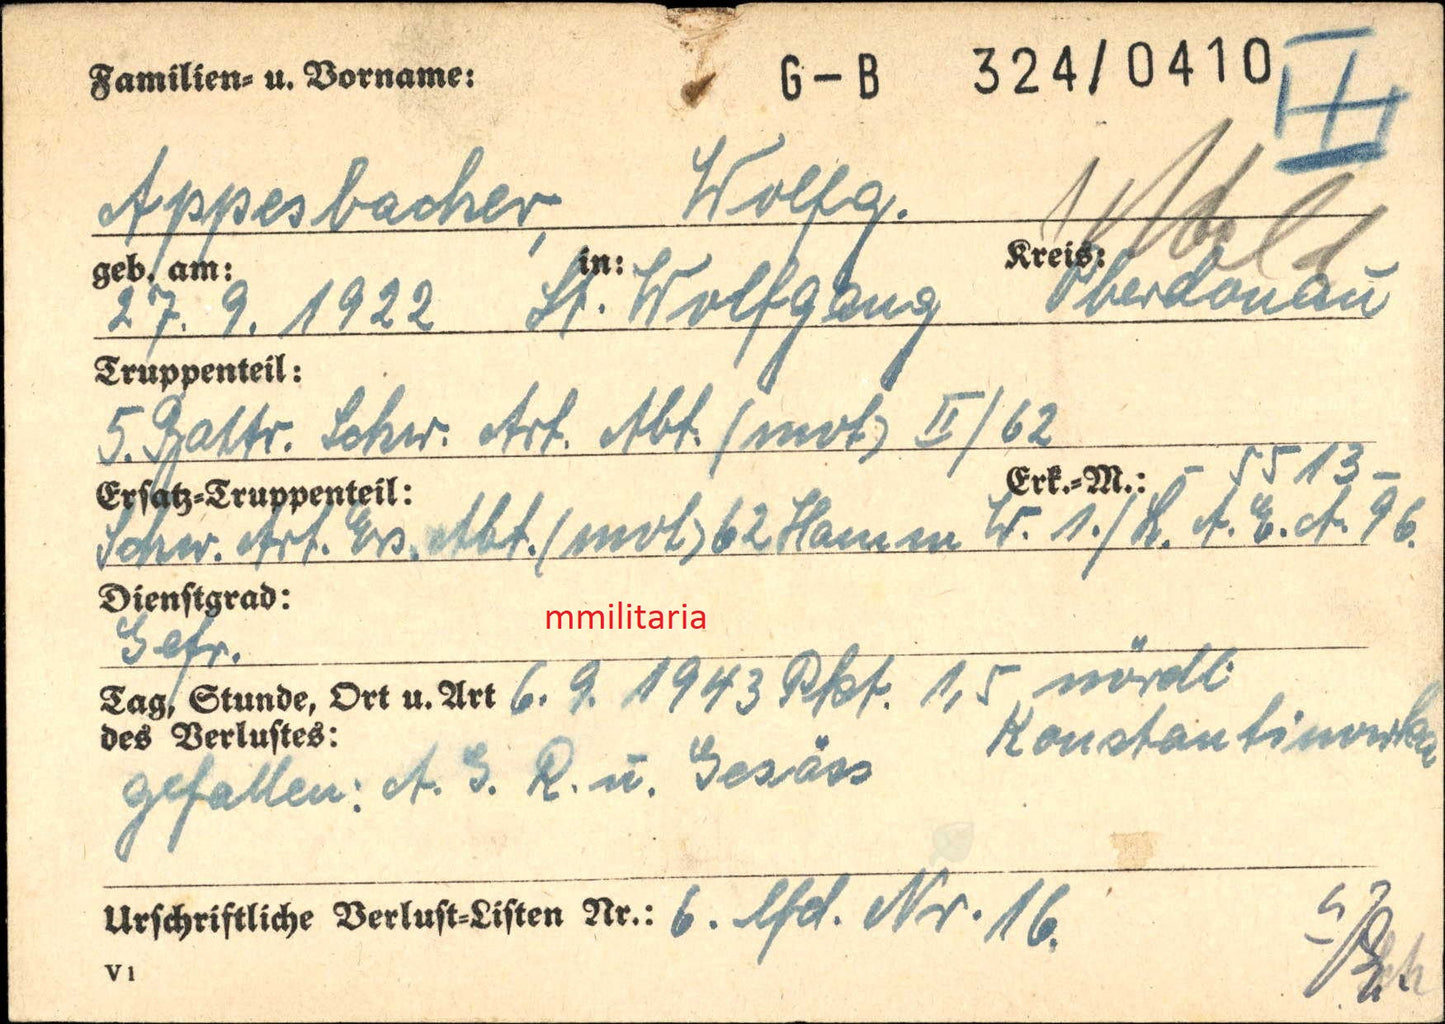 Familien- u. Vorname: G-B 324/0410 III
Appesbacher, Wolfg.
geb. am: in: Kreis:
27. 9. 1922 St. Wolfgang Oberdonau
Truppenteil:
5. Battr. Schw. Art. Abt. (mot) II/62
Ersatz-Truppenteil: Erk.-M.: - 5513 -
Schw. Art. Ers. Abt. (mot) 62 Hamm W. 1./ A. E. A. 96.
Dienstgrad:
Gefr.
Tag, Stunde, Ort u. Art 6. 9. 1943 Pkt. 1,5 nördl.
des Verlustes: Konstantinowka
gefallen: A. G. R. u. Gesäss
Urschriftliche Verlust-Listen Nr.: 6. lfd. Nr. 16.
V 1
mmilitaria